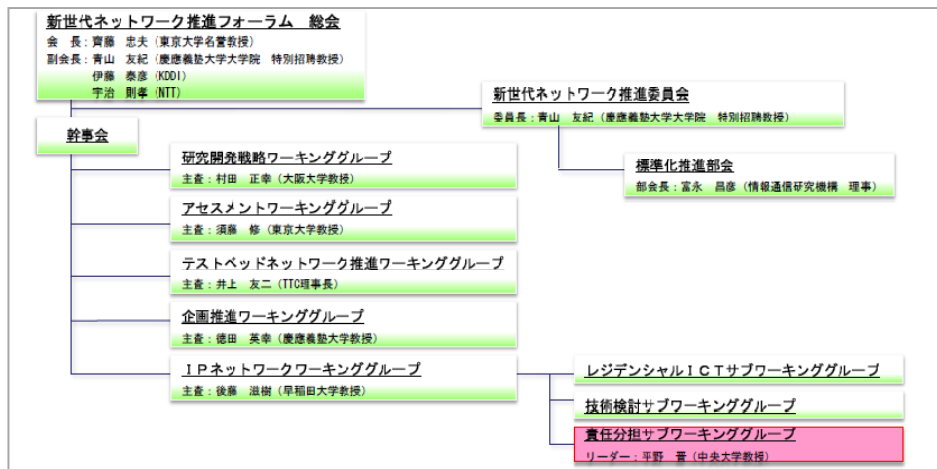 新世代ネットワーク推進フォーラム　総会
会　長：齊藤　忠夫（東京大学名誉教授）
副会長：青山　友紀（慶應義塾大学大学院　特別招聘教授）
伊藤　泰彦（KDDI）
宇治　則孝（NTT）
幹事会
新世代ネットワーク推進委員会
委員長：青山　友紀（慶應義塾大学大学院　特別招聘教授）
標準化推進部会
部会長：富永　昌彦（情報通信研究機構　理事）
研究開発戦略ワーキンググループ
主査：村田　正幸（大阪大学教授）
アセスメントワーキンググループ
主査：須藤　修（東京大学教授）
テストベッドネットワーク推進ワーキンググループ
主査：井上　友二（TTC理事長）
企画推進ワーキンググループ
主査：徳田　英幸（慶應義塾大学教授）
ＩＰネットワークワーキンググループ
主査：後藤　滋樹（早稲田大学教授）
レジデンシャルＩＣＴサブワーキンググループ
技術検討サブワーキンググループ
責任分担サブワーキンググループ
リーダー：平野　晋（中央大学教授）